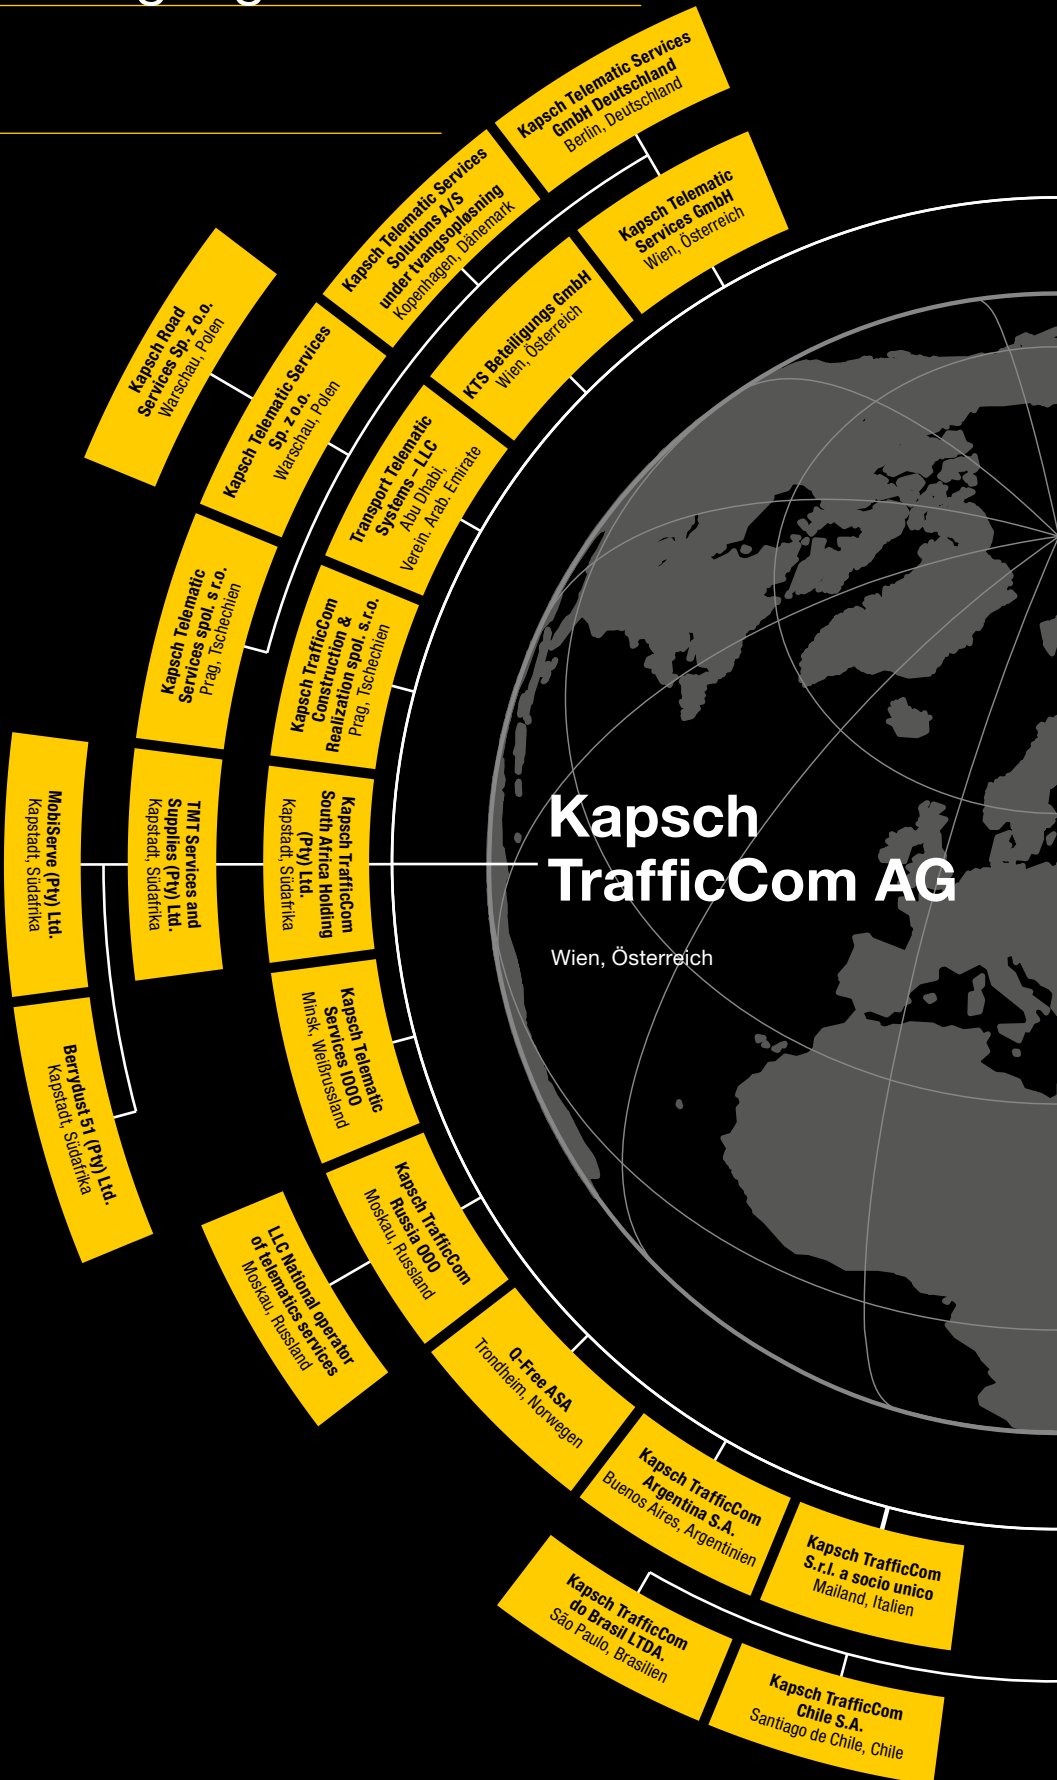 Kapsch Telematic Services
GmbH Deutschland
Berlin, Deutschland
Kapsch Telematic
Services GmbH
Wien, Österreich
Kapsch Telematic Services
Solutions A/S
under tvangsopløsning
Kopenhagen, Dänemark
KTS Beteiligungs GmbH
Wien, Österreich
Kapsch Road
Services Sp. z o.o.
Warschau, Polen
Kapsch Telematic Services
Sp. z o.o.
Warschau, Polen
Transport Telematic
Systems – LLC
Abu Dhabi,
Verein. Arab. Emirate
Kapsch Telematic
Services spol. s r.o.
Prag, Tschechien
Kapsch TrafficCom
Construction &
Realization spol. s.r.o.
Prag, Tschechien
MobiServe (Pty) Ltd.
Kapstadt, Südafrika
TMT Services and
Supplies (Pty) Ltd.
Kapstadt, Südafrika
Kapsch TrafficCom
South Africa Holding
(Pty) Ltd.
Kapstadt, Südafrika
Kapsch
TrafficCom AG
Wien, Österreich
Berrydust 51 (Pty) Ltd.
Kapstadt, Südafrika
Kapsch Telematic
Services IOOO
Minsk, Weißrussland
Kapsch TrafficCom
Russia OOO
Moskau, Russland
LLC National operator
of telematics services
Moskau, Russland
Q-Free ASA
Trondheim, Norwegen
Kapsch TrafficCom
Argentina S.A.
Buenos Aires, Argentinien
Kapsch TrafficCom
S.r.l. a socio unico
Mailand, Italien
Kapsch TrafficCom
do Brasil LTDA.
São Paulo, Brasilien
Kapsch TrafficCom
Chile S.A.
Santiago de Chile, Chile